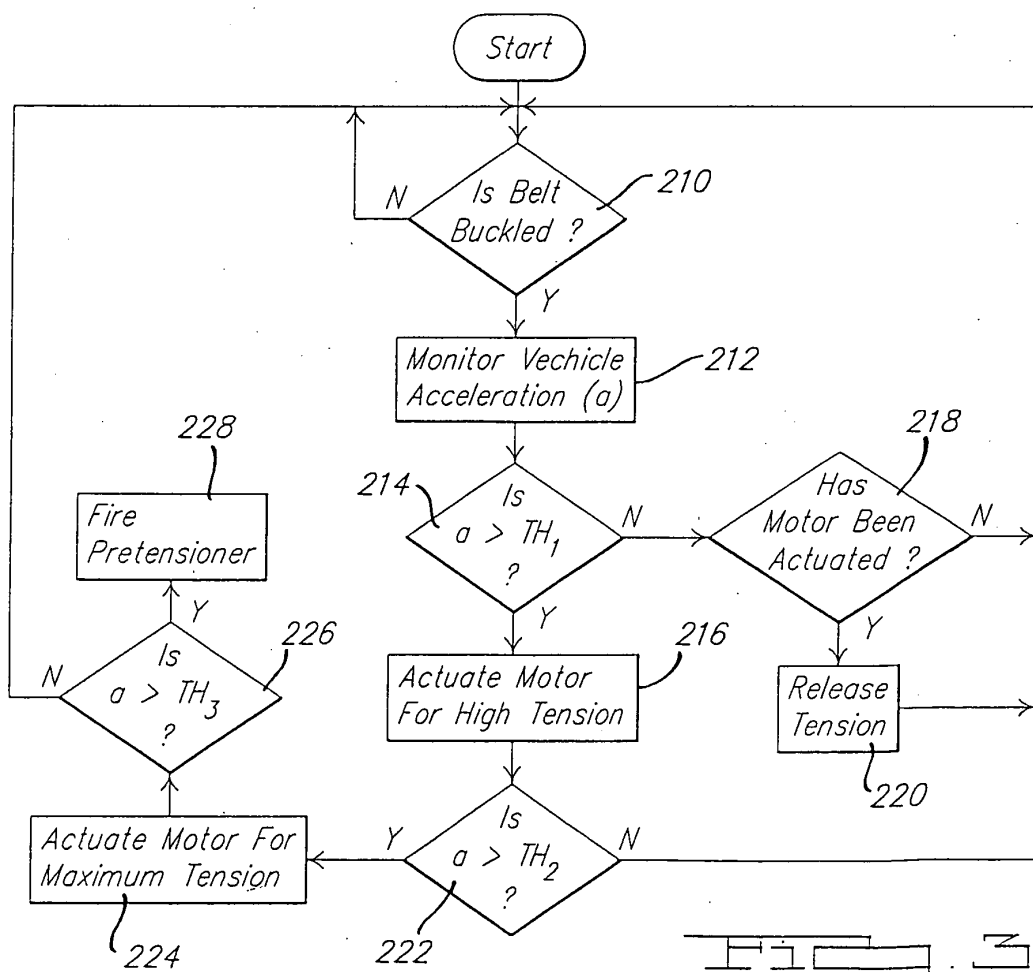 Start
Is Belt
Buckled ?
210
N
Y
Monitor Vechicle
Acceleration (a)
212
Is
a > TH1
?
214
N
Y
Has
Motor Been
Actuated ?
218
N
Y
Release
Tension
220
Actuate Motor
For High Tension
216
Is
a > TH2
?
222
N
Y
Actuate Motor For
Maximum Tension
224
Is
a > TH3
?
226
N
Y
Fire
Pretensioner
228
FIG. 3